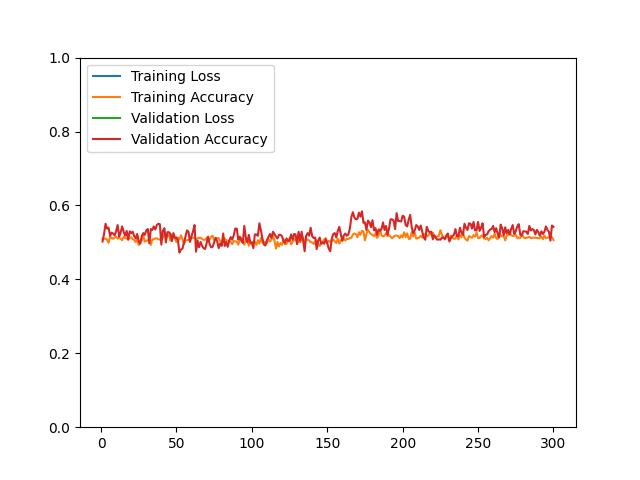 1.0
0.8
0.6
0.4
0.2
0.0
Training Loss
Training Accuracy
Validation Loss
Validation Accuracy
0 50 100 150 200 250 300